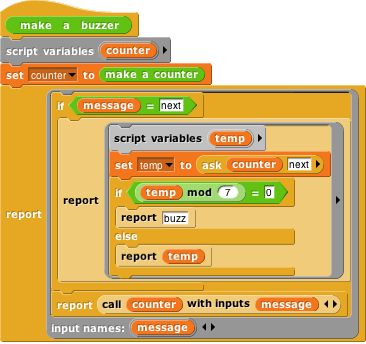 make a buzzer
script variables counter
set counter to make a counter
if message = next
script variables temp
set temp to ask counter next
if temp mod 7 = 0
report report report buzz
else
report temp
report call counter with inputs message
input names: message